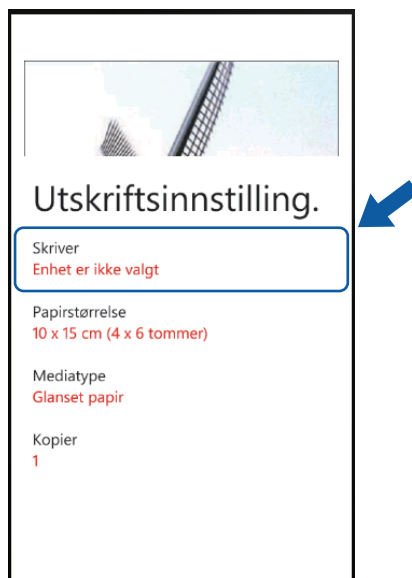 Utskriftsinnstilling.
Skriver
Enhet er ikke valgt
Papirstørrelse
10 x 15 cm (4 x 6 tommer)
Mediatype
Glanset papir
Kopier
1